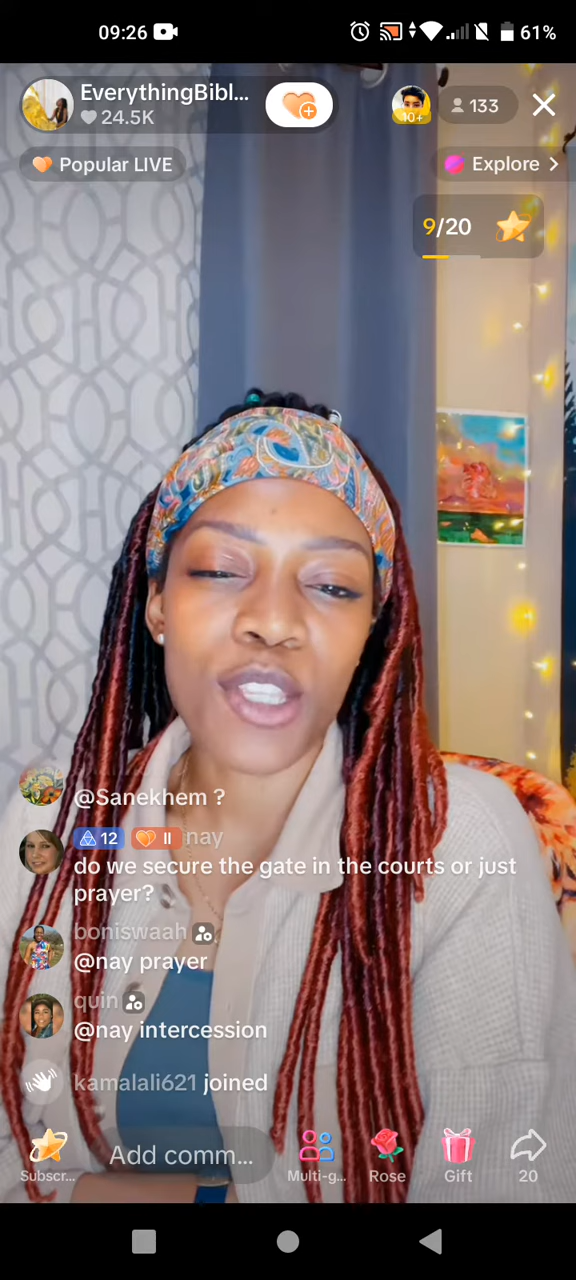 09:26
61%
EverythingBibl...
24.5K
10+
133
Popular LIVE
Explore >
9/20
@Sanekhem ?
12 II nay
do we secure the gate in the courts or just
prayer?
boniswaah
@nay prayer
quin
@nay intercession
kamalali621 joined
Add comm...
Subscr...
Multi-g...
Rose
Gift
20